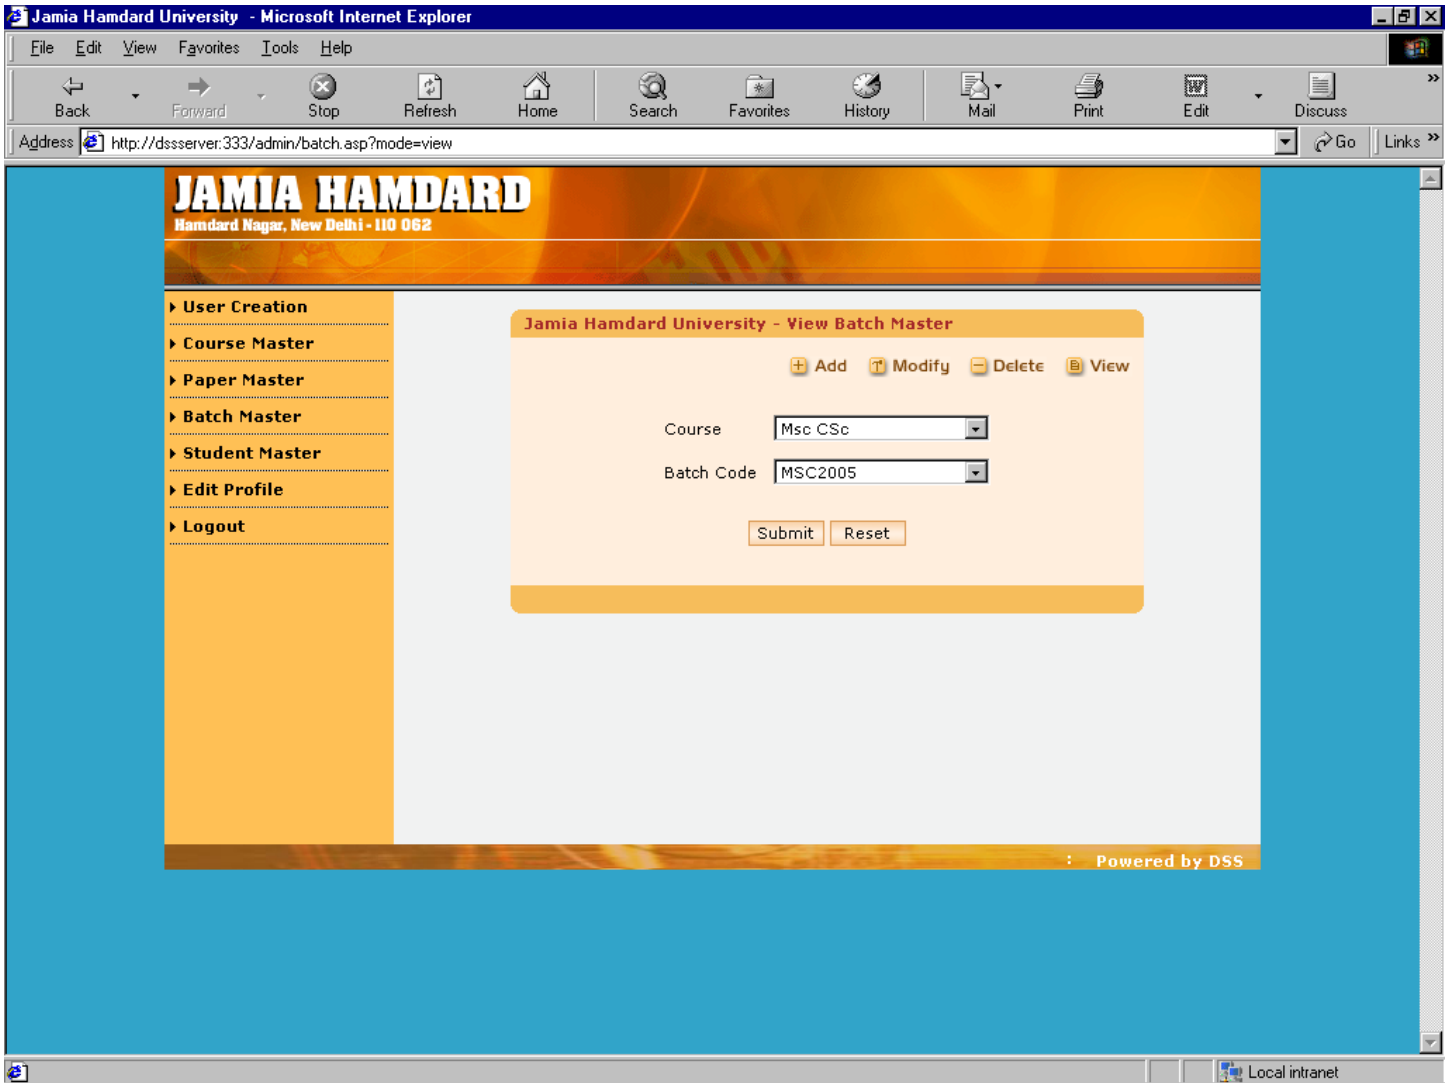 Jamia Hamdard University - Microsoft Internet Explorer
File Edit View Favorites Tools Help
Back Forward Stop Refresh Home Search Favorites History Mail Print Edit Discuss »
Address http://dssserver:333/admin/batch.asp?mode=view Go Links »
JAMIA HAMDARD
Hamdard Nagar, New Delhi - 110 062
User Creation
Course Master
Paper Master
Batch Master
Student Master
Edit Profile
Logout
Jamia Hamdard University - View Batch Master
Add Modify Delete View
Course Msc CSc
Batch Code MSC2005
Submit Reset
: Powered by DSS
Local intranet